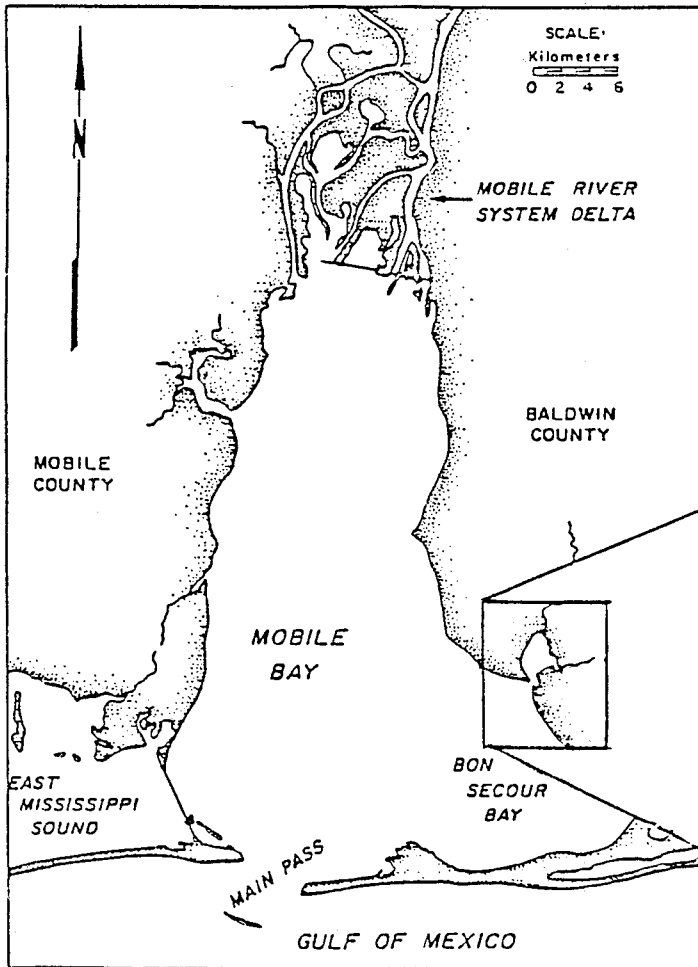 SCALE:
Kilometers
0 2 4 6
N
MOBILE RIVER
SYSTEM DELTA
BALDWIN
COUNTY
MOBILE
COUNTY
MOBILE
BAY
BON
SECOUR
BAY
EAST
MISSISSIPPI
SOUND
MAIN PASS
GULF OF MEXICO